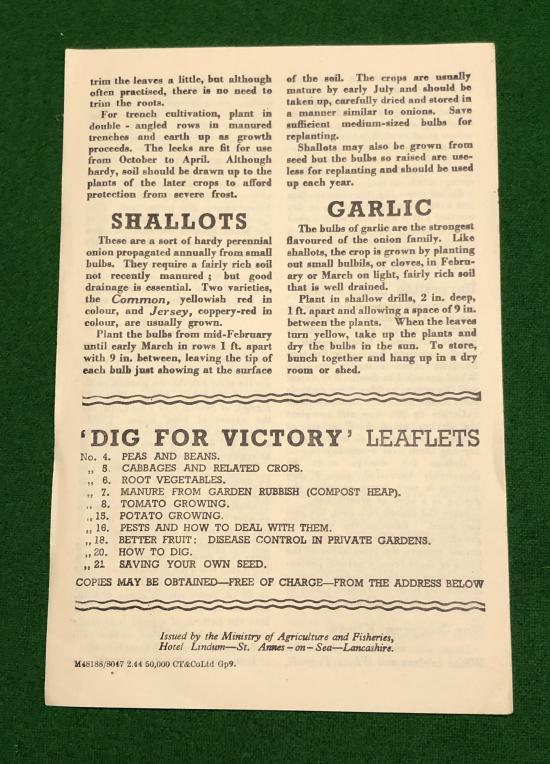 trim the leaves a little, but although
often practised, there is no need to
trim the roots.
For trench cultivation, plant in
double - angled rows in manured
trenches and earth up as growth
proceeds. The leeks are fit for use
from October to April. Although
hardy, soil should be drawn up to the
plants of the later crops to afford
protection from severe frost.
SHALLOTS
These are a sort of hardy perennial
onion propagated annually from small
bulbs. They require a fairly rich soil
not recently manured ; but good
drainage is essential. Two varieties,
the Common, yellowish red in
colour, and Jersey, coppery-red in
colour, are usually grown.
Plant the bulbs from mid-February
until early March in rows 1 ft. apart
with 9 in. between, leaving the tip of
each bulb just showing at the surface
of the soil. The crops are usually
mature by early July and should be
taken up, carefully dried and stored in
a manner similar to onions. Save
sufficient medium-sized bulbs for
replanting.
Shallots may also be grown from
seed but the bulbs so raised are use-
less for replanting and should be used
up each year.
GARLIC
The bulbs of garlic are the strongest
flavoured of the onion family. Like
shallots, the crop is grown by planting
out small bulbils, or cloves, in Febru-
ary or March on light, fairly rich soil
that is well drained.
Plant in shallow drills, 2 in. deep,
1 ft. apart and allowing a space of 9 in.
between the plants. When the leaves
turn yellow, take up the plants and
dry the bulbs in the sun. To store,
bunch together and hang up in a dry
room or shed.
'DIG FOR VICTORY' LEAFLETS
No. 4. PEAS AND BEANS.
„ 5. CABBAGES AND RELATED CROPS.
„ 6. ROOT VEGETABLES.
„ 7. MANURE FROM GARDEN RUBBISH (COMPOST HEAP).
„ 8. TOMATO GROWING.
„ 15. POTATO GROWING.
„ 16. PESTS AND HOW TO DEAL WITH THEM.
„ 18. BETTER FRUIT: DISEASE CONTROL IN PRIVATE GARDENS.
„ 20. HOW TO DIG.
„ 21 SAVING YOUR OWN SEED.
COPIES MAY BE OBTAINED—FREE OF CHARGE—FROM THE ADDRESS BELOW
Issued by the Ministry of Agriculture and Fisheries,
Hotel Lindum—St. Annes-on-Sea—Lancashire.
M48188/8047 2.44 50,000 CT&CoLtd Gp9.